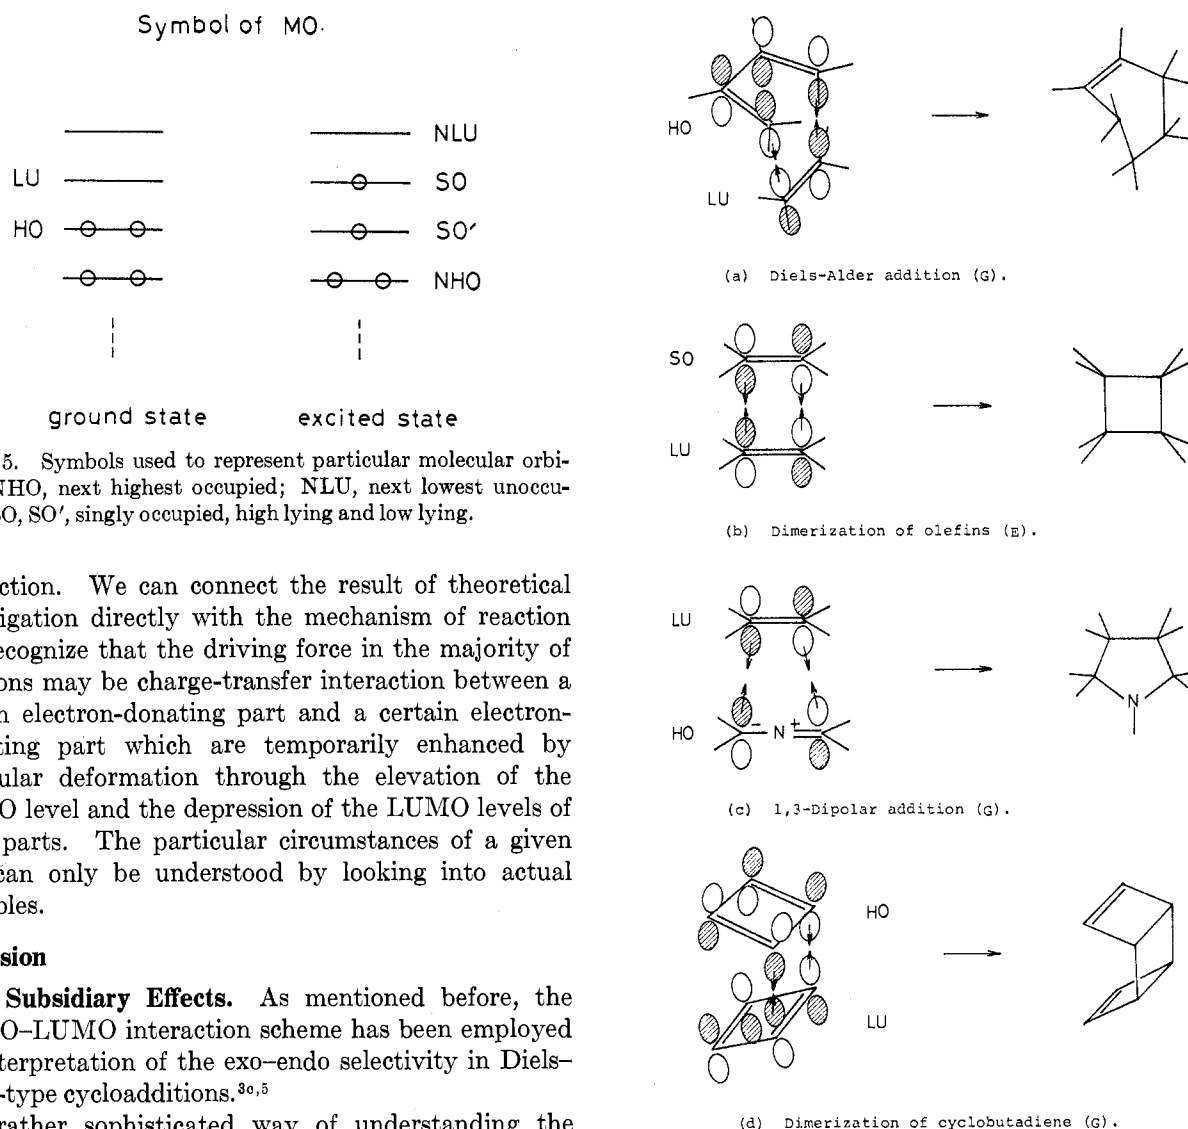 Symbol of MO.
NLU
LU
SO
HO
SO′
NHO
ground state
excited state
5. Symbols used to represent particular molecular orbi-
NHO, next highest occupied; NLU, next lowest unoccu-
SO, SO′, singly occupied, high lying and low lying.
ction. We can connect the result of theoretical
igation directly with the mechanism of reaction
ecognize that the driving force in the majority of
ons may be charge-transfer interaction between a
n electron-donating part and a certain electron-
ting part which are temporarily enhanced by
ular deformation through the elevation of the
O level and the depression of the LUMO levels of
parts. The particular circumstances of a given
can only be understood by looking into actual
ples.
sion
Subsidiary Effects. As mentioned before, the
O–LUMO interaction scheme has been employed
terpretation of the exo–endo selectivity in Diels–
-type cycloadditions.3c,5
rather sophisticated way of understanding the
HO
LU
(a) Diels-Alder addition (G).
SO
LU
(b) Dimerization of olefins (E).
LU
HO
− N +
N
(c) 1,3-Dipolar addition (G).
HO
LU
(d) Dimerization of cyclobutadiene (G).